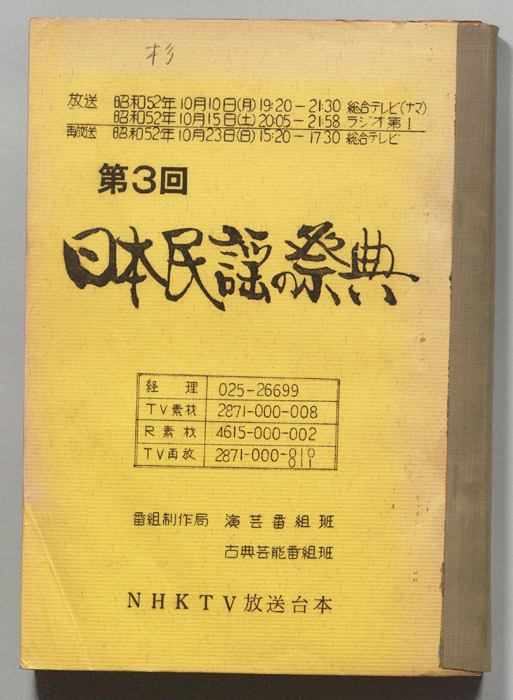 杉
放送 昭和52年10月10日(月)19:20-21:30 総合テレビ(ナマ)
昭和52年10月15日(土)20:05-21:58 ラジオ第1
再放送 昭和52年10月23日(日)15:20-17:30 総合テレビ
第3回
日本民謡の祭典
経理 025-26699
TV素材 2871-000-008
R素材 4615-000-002
TV再放 2871-000-
番組制作局 演芸番組班
古典芸能番組班
NHKTV放送台本